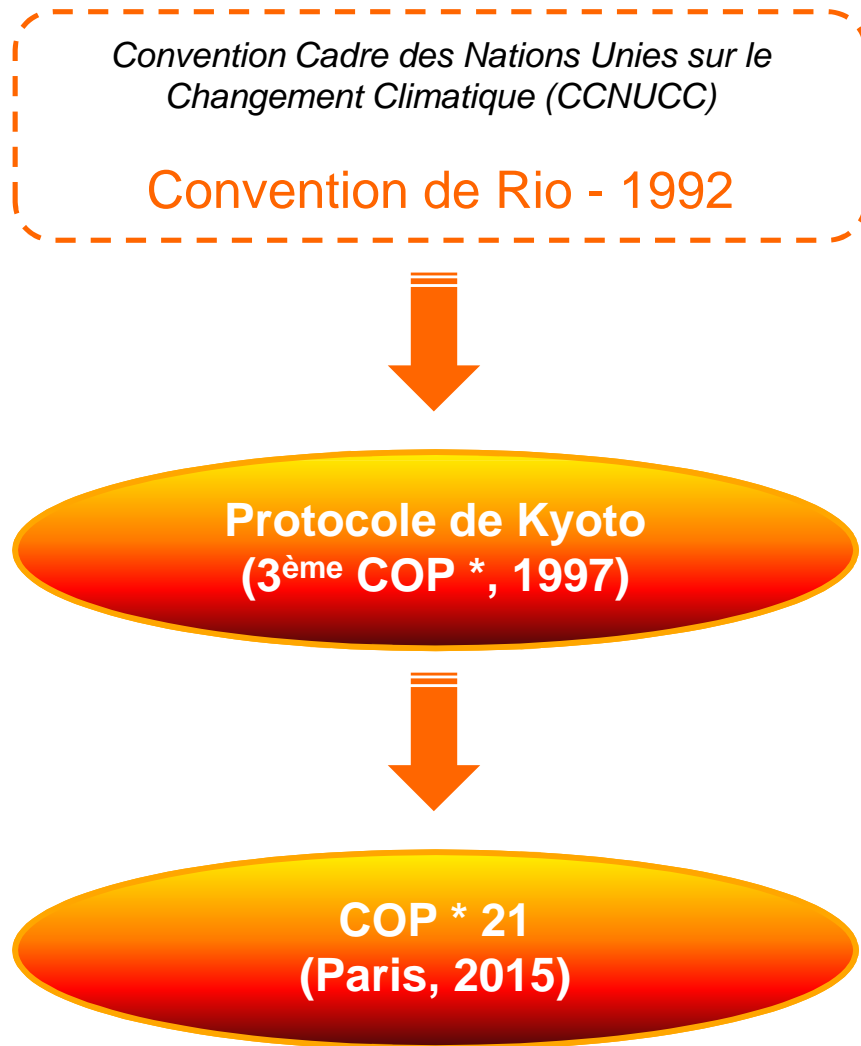 Convention Cadre des Nations Unies sur le
Changement Climatique (CCNUCC)
Convention de Rio - 1992
Protocole de Kyoto
(3ème COP *, 1997)
COP * 21
(Paris, 2015)